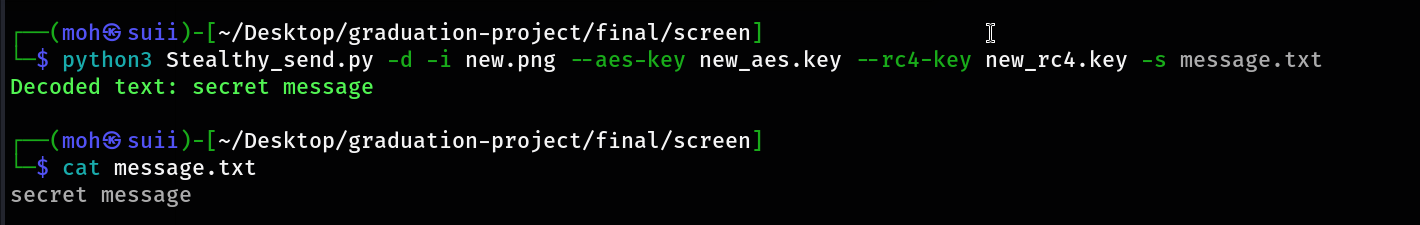 ┌──(moh㉿suii)-[~/Desktop/graduation-project/final/screen]
└─$ python3 Stealthy_send.py -d -i new.png --aes-key new_aes.key --rc4-key new_rc4.key -s message.txt
Decoded text: secret message
┌──(moh㉿suii)-[~/Desktop/graduation-project/final/screen]
└─$ cat message.txt
secret message